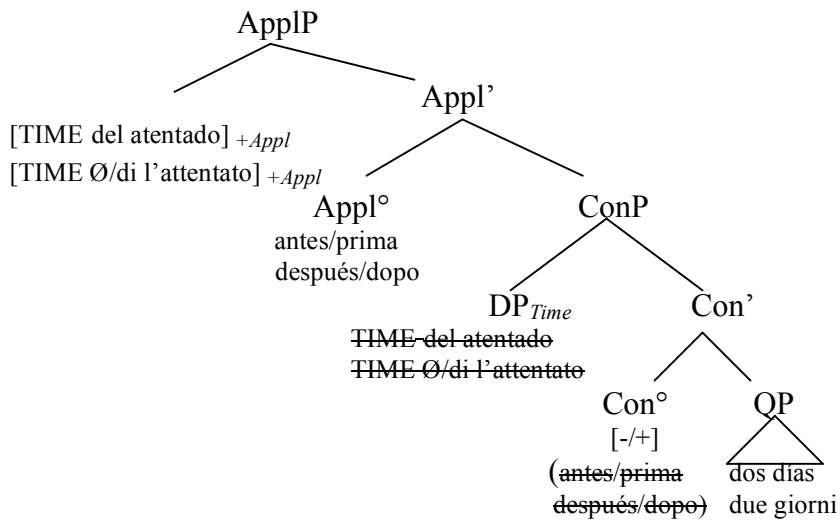 ApplP
Appl’
[TIME del atentado] +Appl
[TIME Ø/di l’attentato] +Appl
Appl° ConP
antes/prima
después/dopo
DPTime Con’
TIME del atentado
TIME Ø/di l’attentato
Con° QP
[-/+]
(antes/prima dos días
después/dopo) due giorni